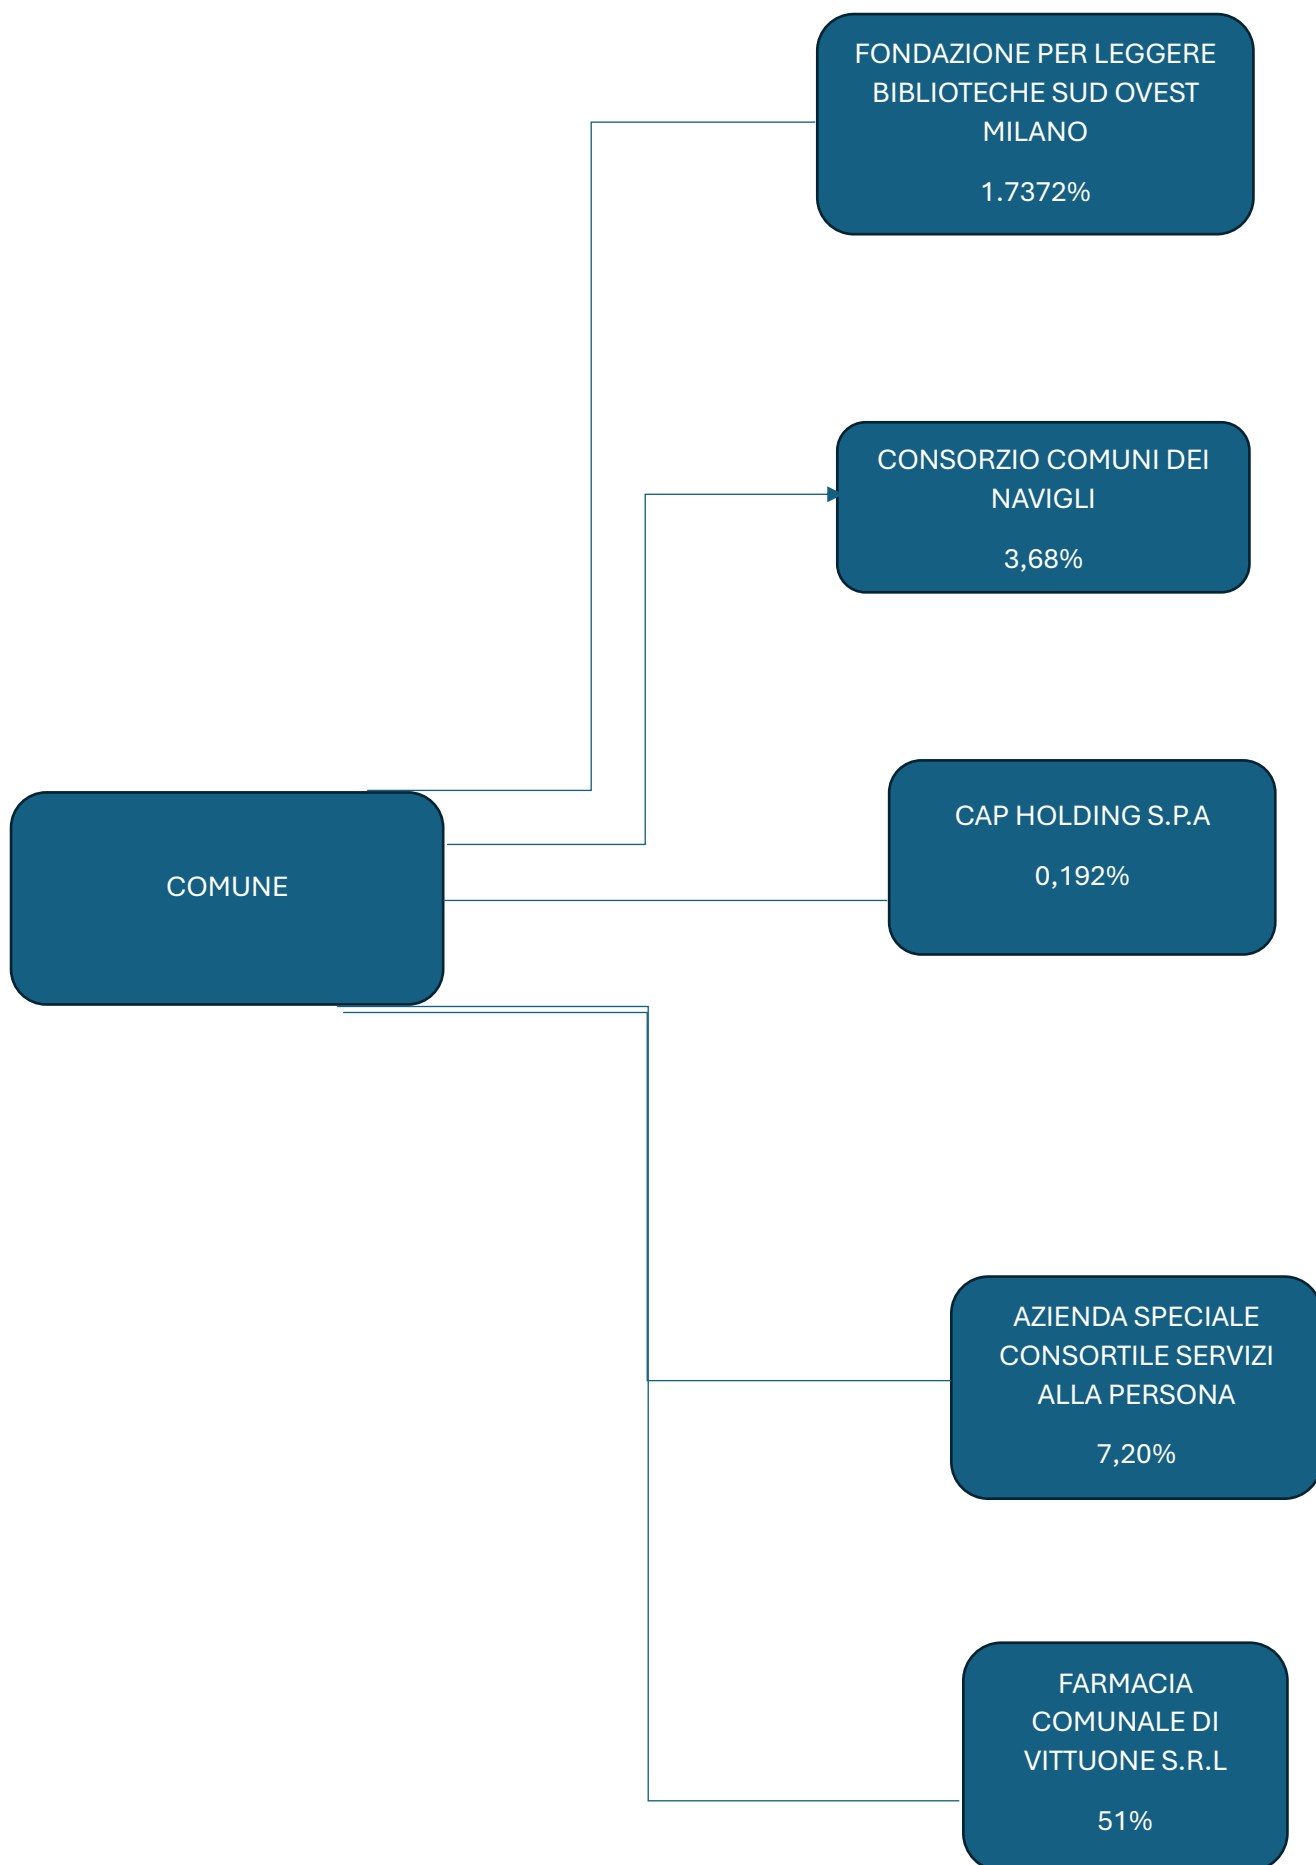 FONDAZIONE PER LEGGERE
BIBLIOTECHE SUD OVEST
MILANO
1.7372%
CONSORZIO COMUNI DEI
NAVIGLI
3,68%
CAP HOLDING S.P.A
0,192%
COMUNE
AZIENDA SPECIALE
CONSORTILE SERVIZI
ALLA PERSONA
7,20%
FARMACIA
COMUNALE DI
VITTUONE S.R.L
51%